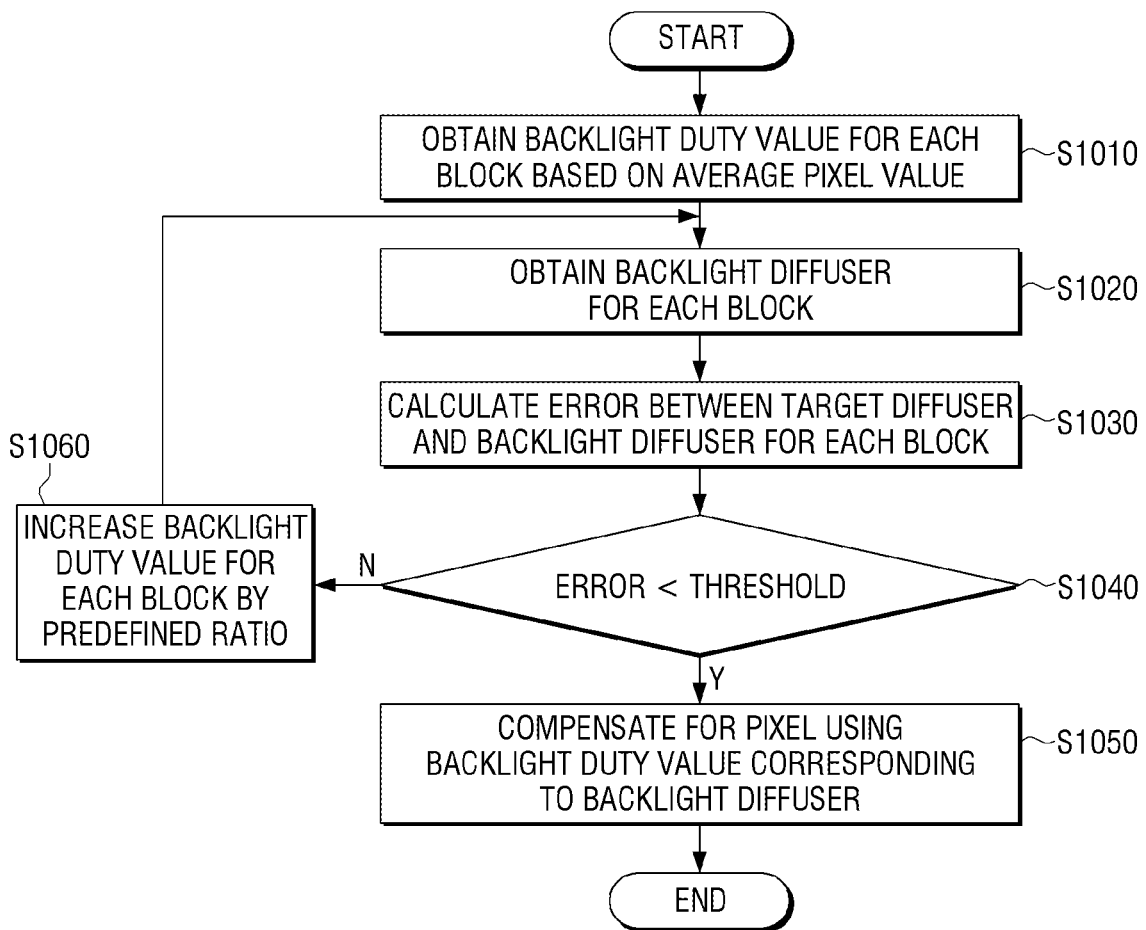 START
OBTAIN BACKLIGHT DUTY VALUE FOR EACH
BLOCK BASED ON AVERAGE PIXEL VALUE
S1010
OBTAIN BACKLIGHT DIFFUSER
FOR EACH BLOCK
S1020
CALCULATE ERROR BETWEEN TARGET DIFFUSER
AND BACKLIGHT DIFFUSER FOR EACH BLOCK
S1030
S1060
INCREASE BACKLIGHT
DUTY VALUE FOR
EACH BLOCK BY
PREDEFINED RATIO
N
ERROR < THRESHOLD
S1040
Y
COMPENSATE FOR PIXEL USING
BACKLIGHT DUTY VALUE CORRESPONDING
TO BACKLIGHT DIFFUSER
S1050
END